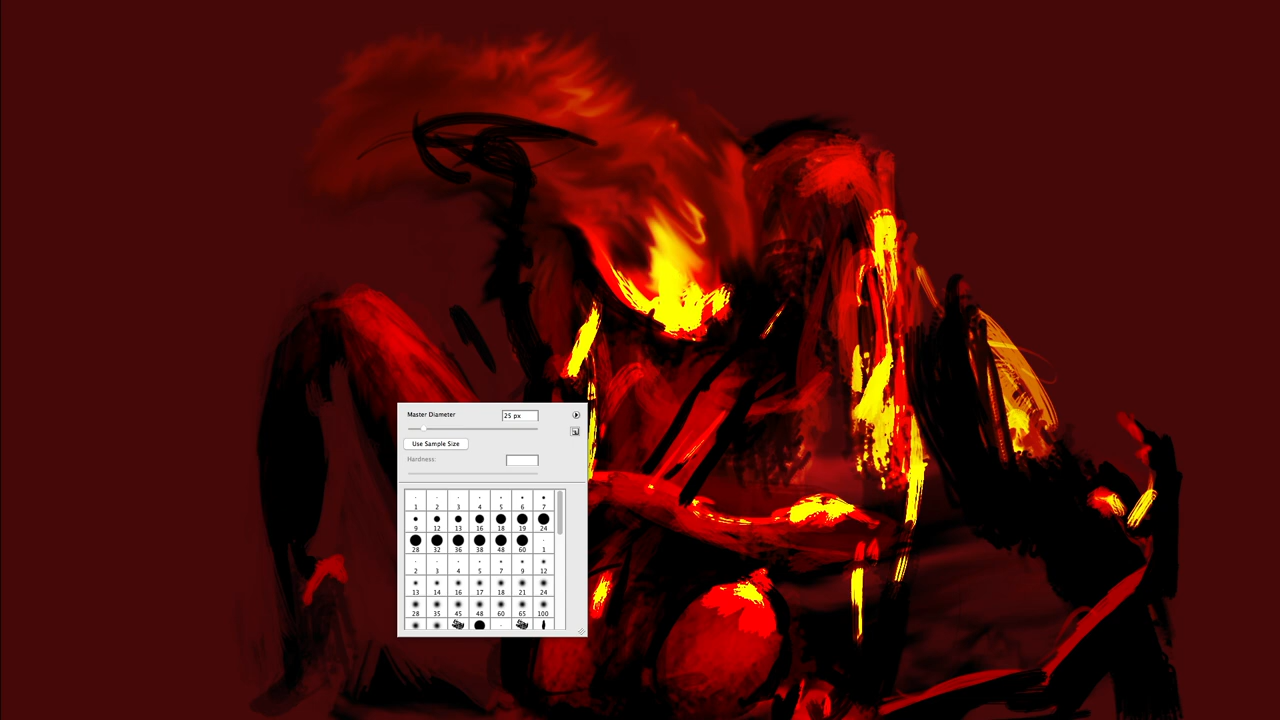 Master Diameter 25 px
Use Sample Size
Hardness:
1 2 3 4 5 6 7
9 12 13 16 18 19 24
28 32 36 38 48 60 1
2 3 4 5 7 9 12
13 14 16 17 18 21 24
28 35 45 48 60 65 100